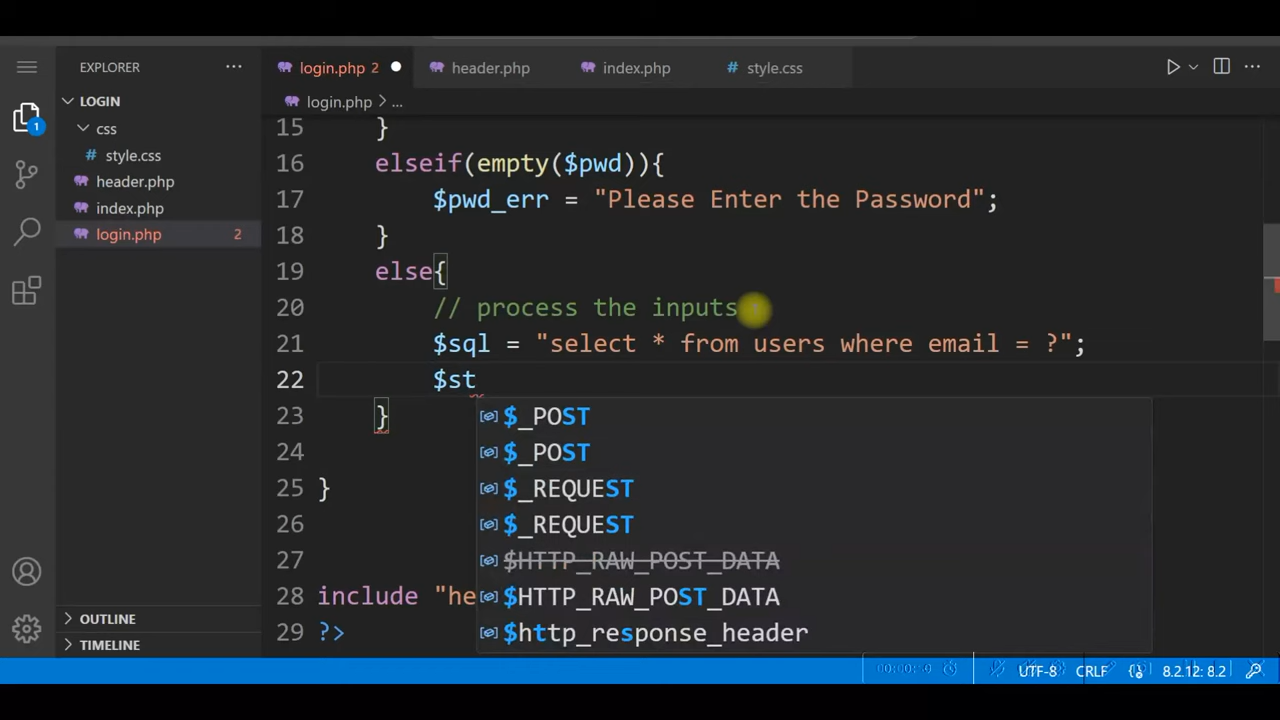 EXPLORER
LOGIN
css
# style.css
header.php
index.php
login.php 2
OUTLINE
TIMELINE
1
login.php 2 header.php index.php # style.css
login.php > ...
15 }
16 elseif(empty($pwd)){
17 $pwd_err = "Please Enter the Password";
18 }
19 else{
20 // process the inputs
21 $sql = "select * from users where email = ?";
22 $st
23 }
24
25 }
26
27
28 include "he
29 ?>
$_POST
$_POST
$_REQUEST
$_REQUEST
$HTTP_RAW_POST_DATA
$HTTP_RAW_POST_DATA
$http_response_header
UTF-8 CRLF 8.2.12: 8.2